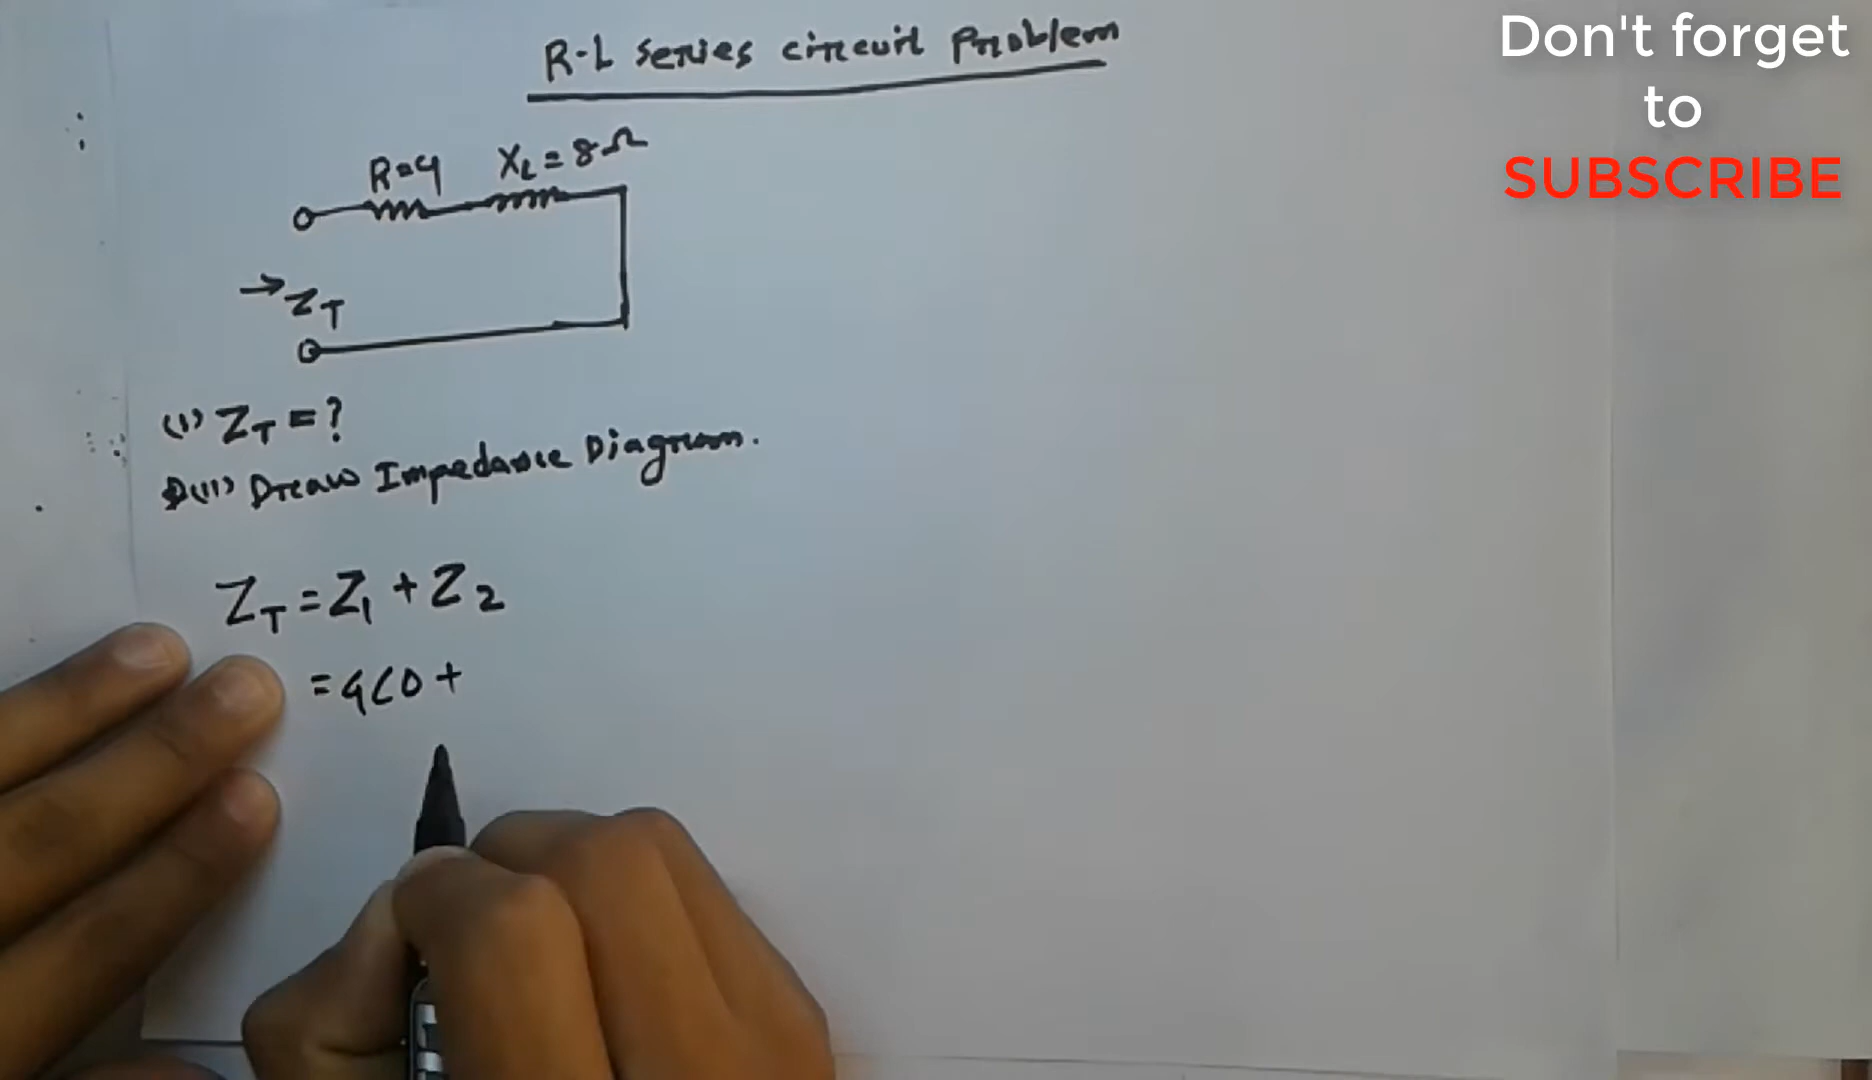 R-L series circuit Problem
Don't forget
to
SUBSCRIBE
R=4 XL=8Ω
→ZT
(i) ZT=?
(ii) Draw Impedance Diagram.
ZT=Z1+Z2
=4∠0+